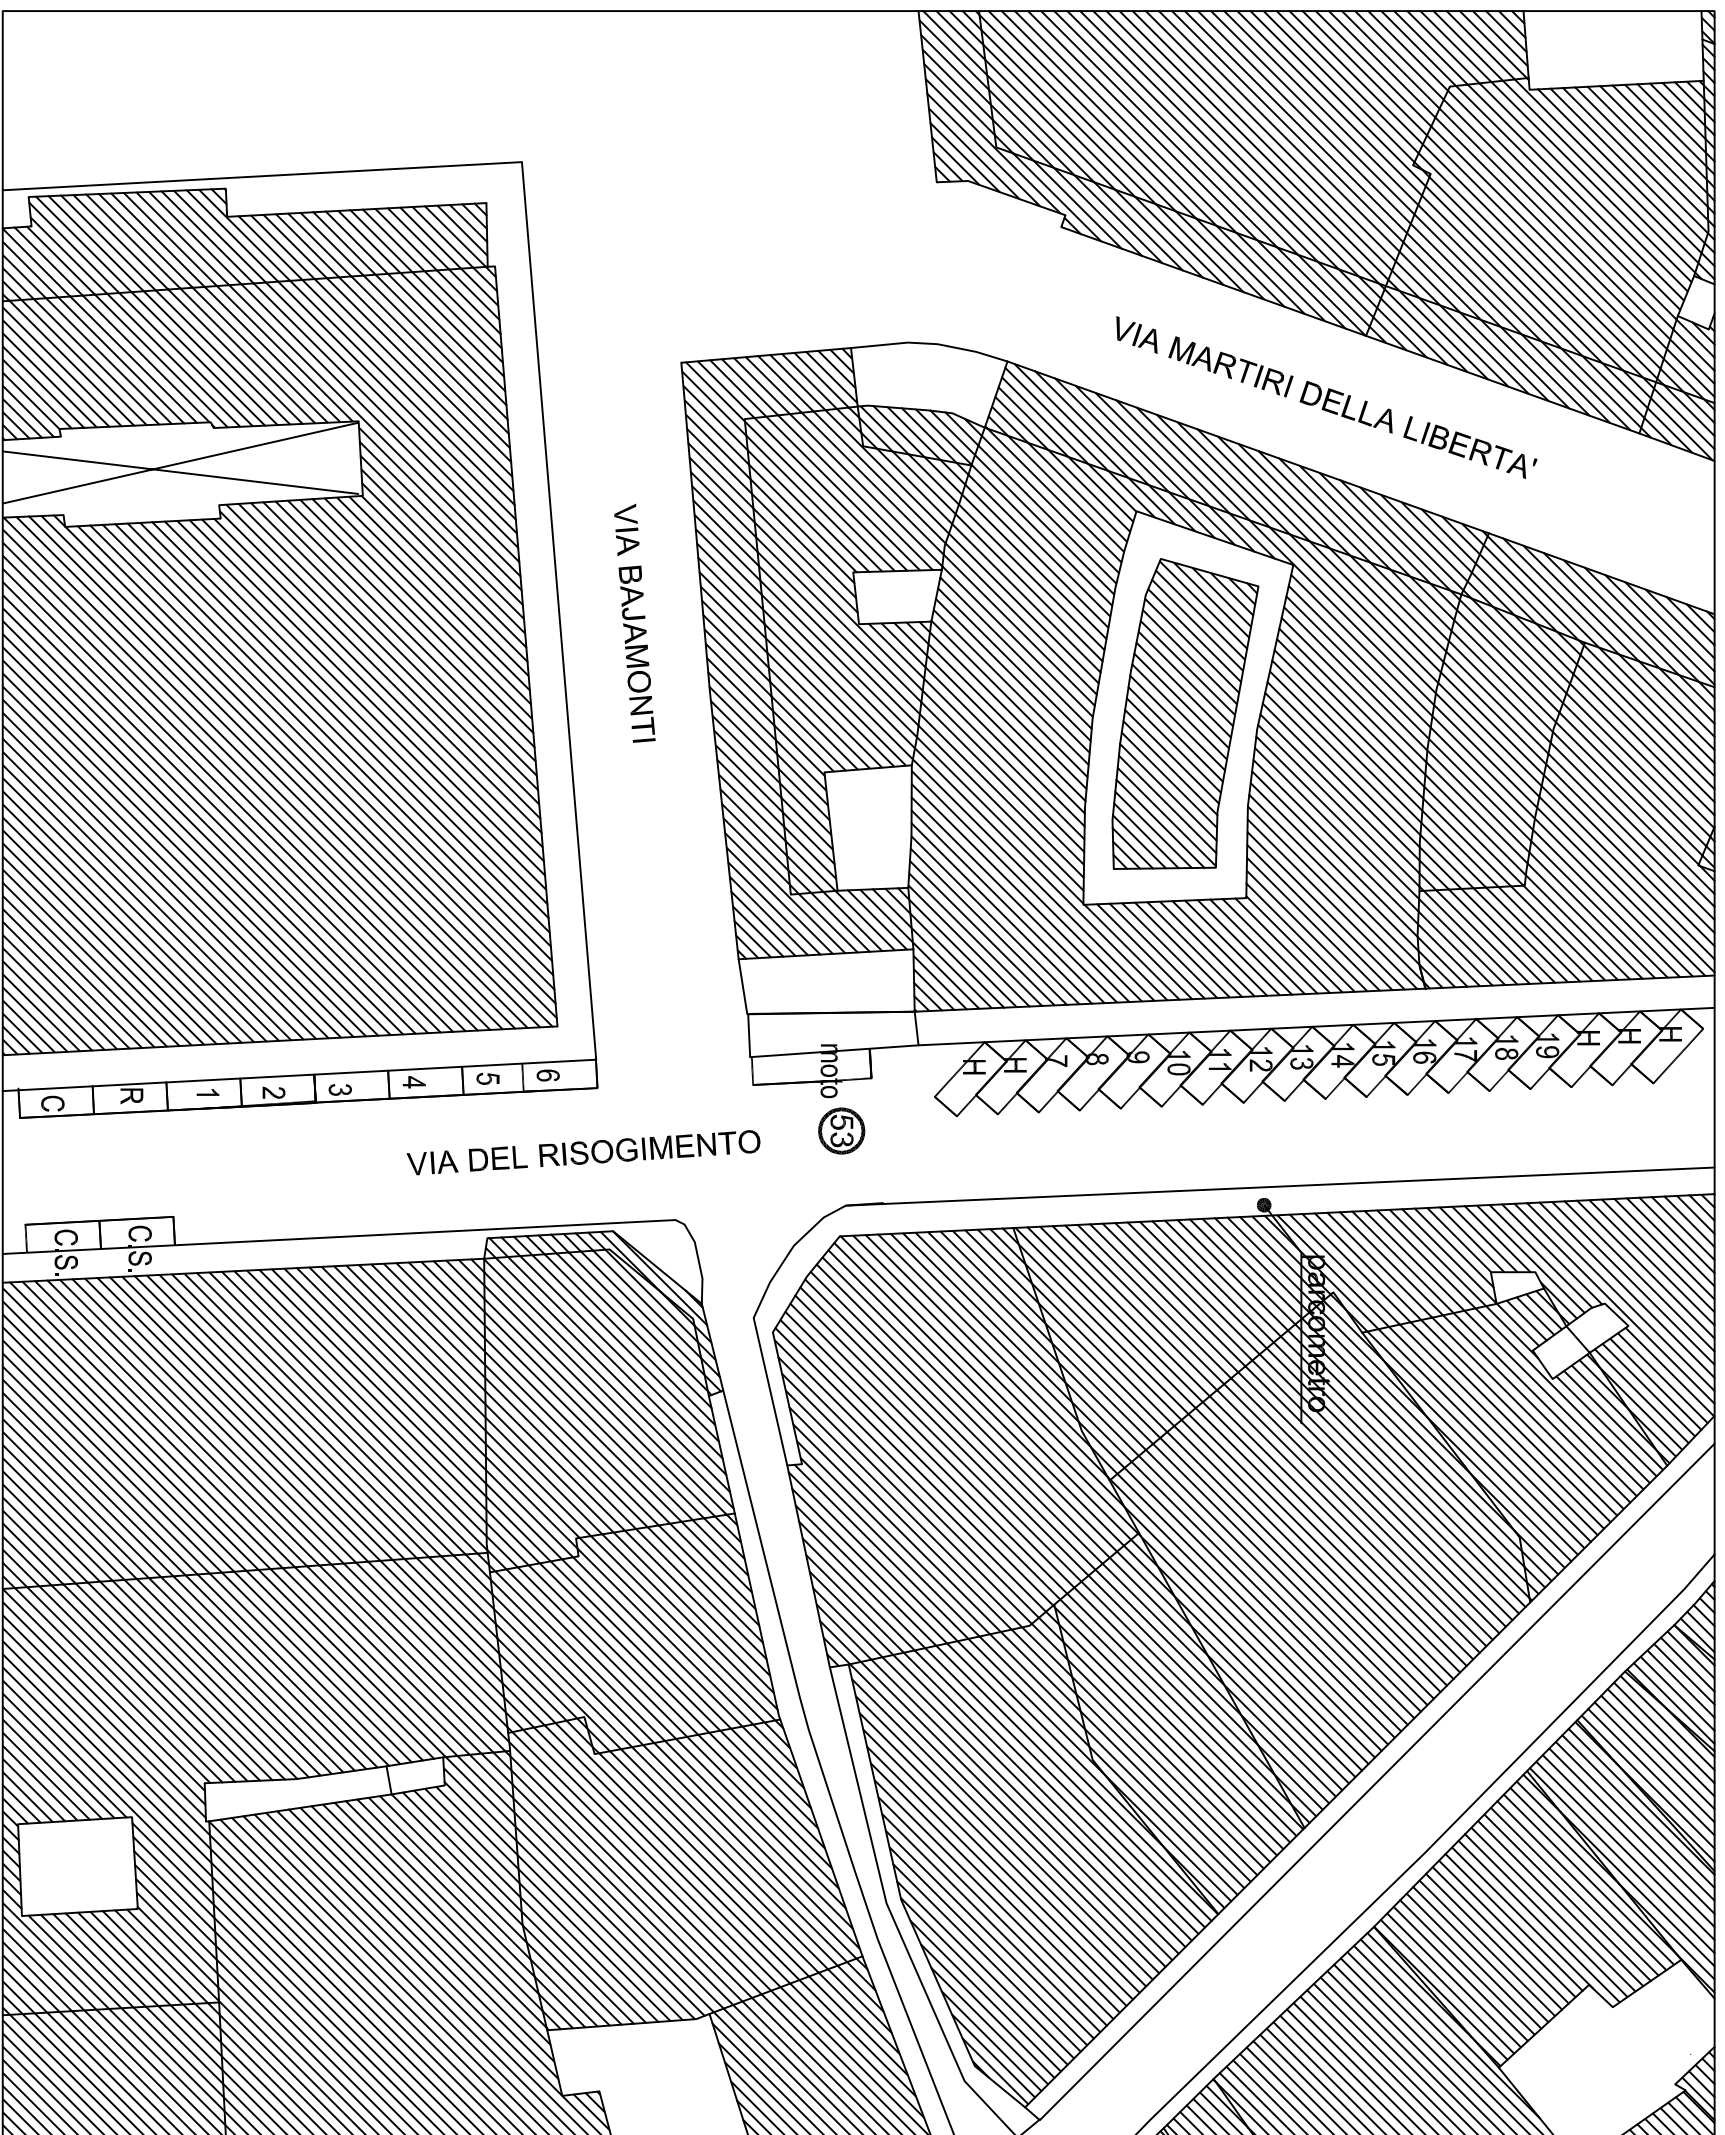 VIA MARTIRI DELLA LIBERTA'
VIA BAJAMONTI
C
R
1
2
3
4
5
6
moto
53
H
H
7
8
9
10
11
12
13
14
15
16
17
18
19
H
H
H
VIA DEL RISOGIMENTO
C.S.
C.S.
parcometro